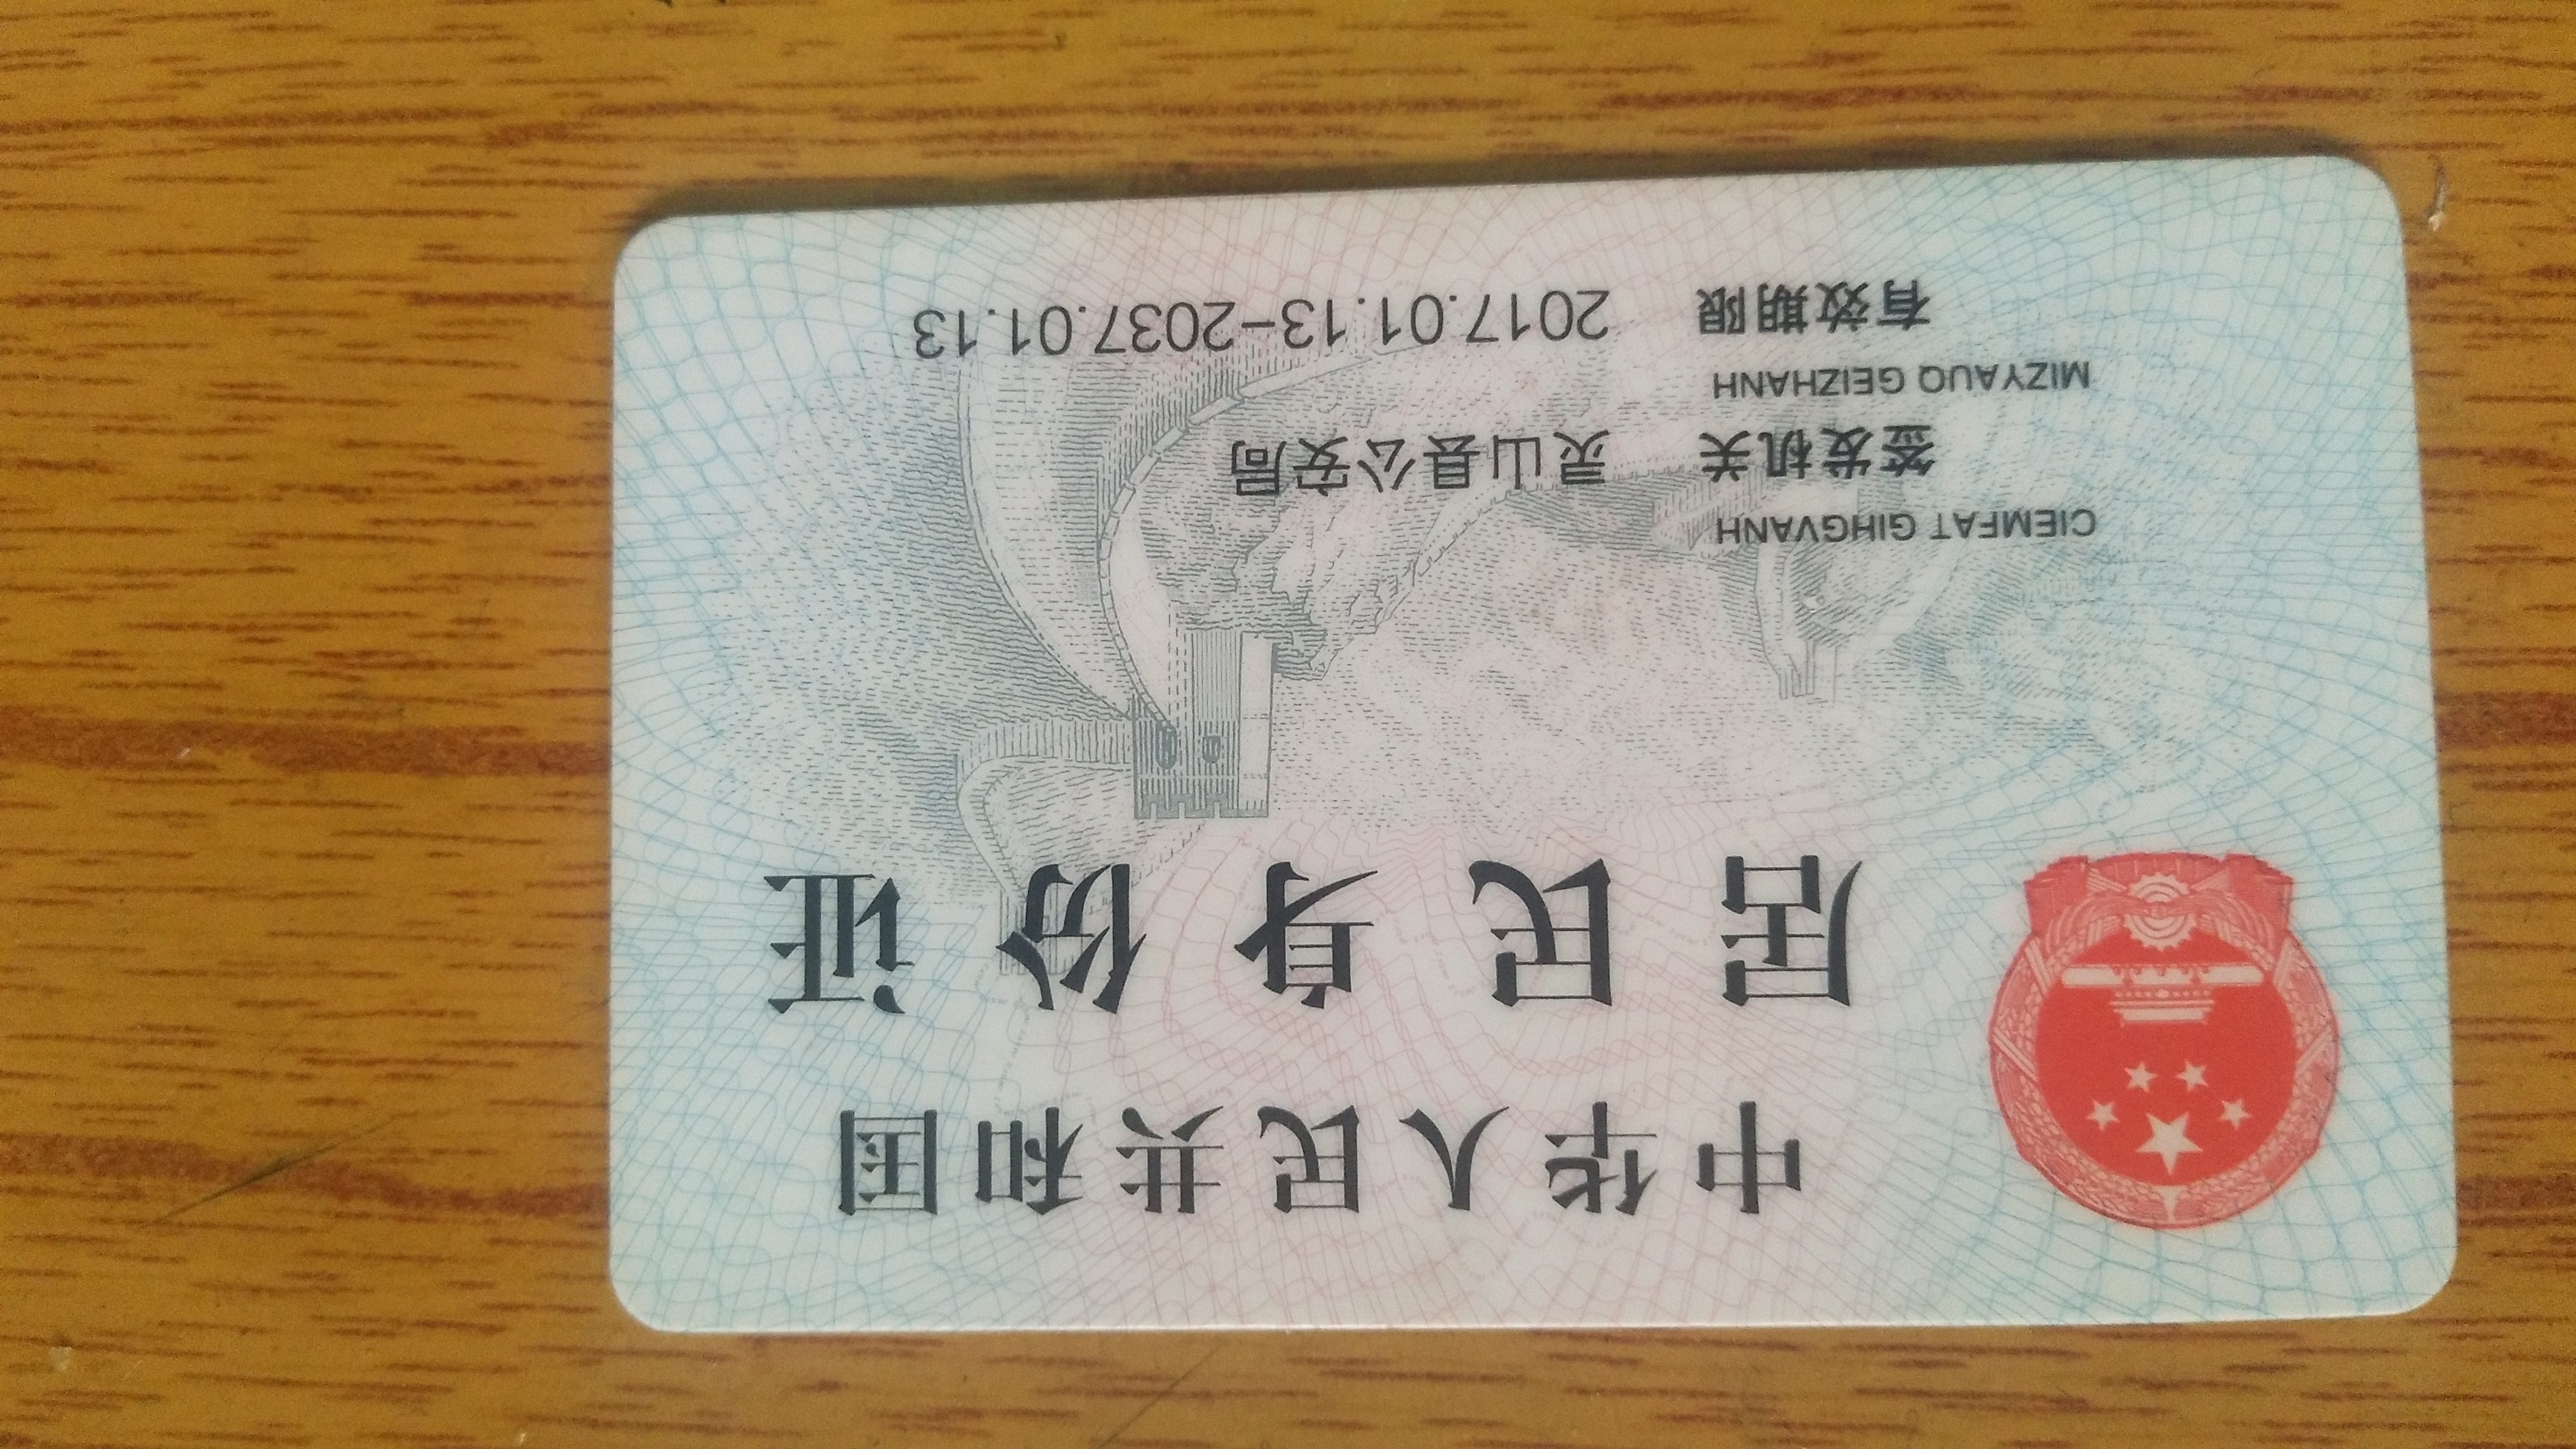 中华人民共和国
居民身份证
CIEMFAT GIHGVANH
签发机关 灵山县公安局
MIZYAUQ GEIZHANH
有效期限 2017.01.13-2037.01.13